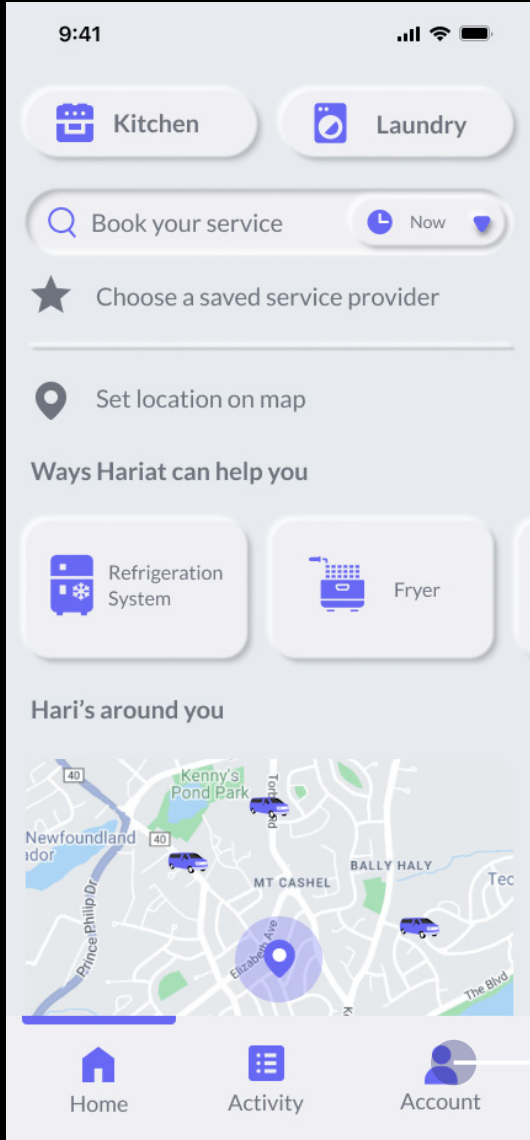 9:41
Kitchen
Laundry
Book your service
Now
Choose a saved service provider
Set location on map
Ways Hariat can help you
Refrigeration
System
Fryer
Hari's around you
40
Kenny's
Pond Park
Newfoundland
ador
40
MT CASHEL
BALLY HALY
Tec
Prince Philip Dr
Elizabeth Ave
The Blvd
Home
Activity
Account